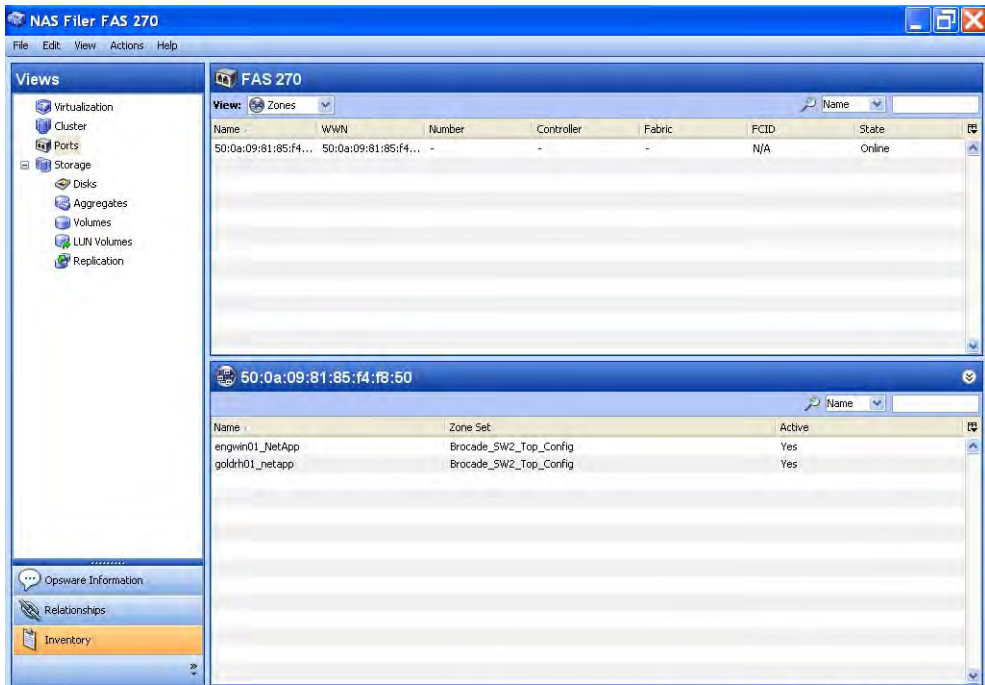 NAS Filer FAS 270
File Edit View Actions Help
Views
Virtualization
Cluster
Ports
Storage
Disks
Aggregates
Volumes
LUN Volumes
Replication
Opsware Information
Relationships
Inventory
FAS 270
View: Zones
Name
Name WWN Number Controller Fabric FCID State
50:0a:09:81:85:f4... 50:0a:09:81:85:f4... - - - N/A Online
50:0a:09:81:85:f4:f8:50
Name
Name Zone Set Active
engwin01_NetApp Brocade_SW2_Top_Config Yes
goldrh01_netapp Brocade_SW2_Top_Config Yes